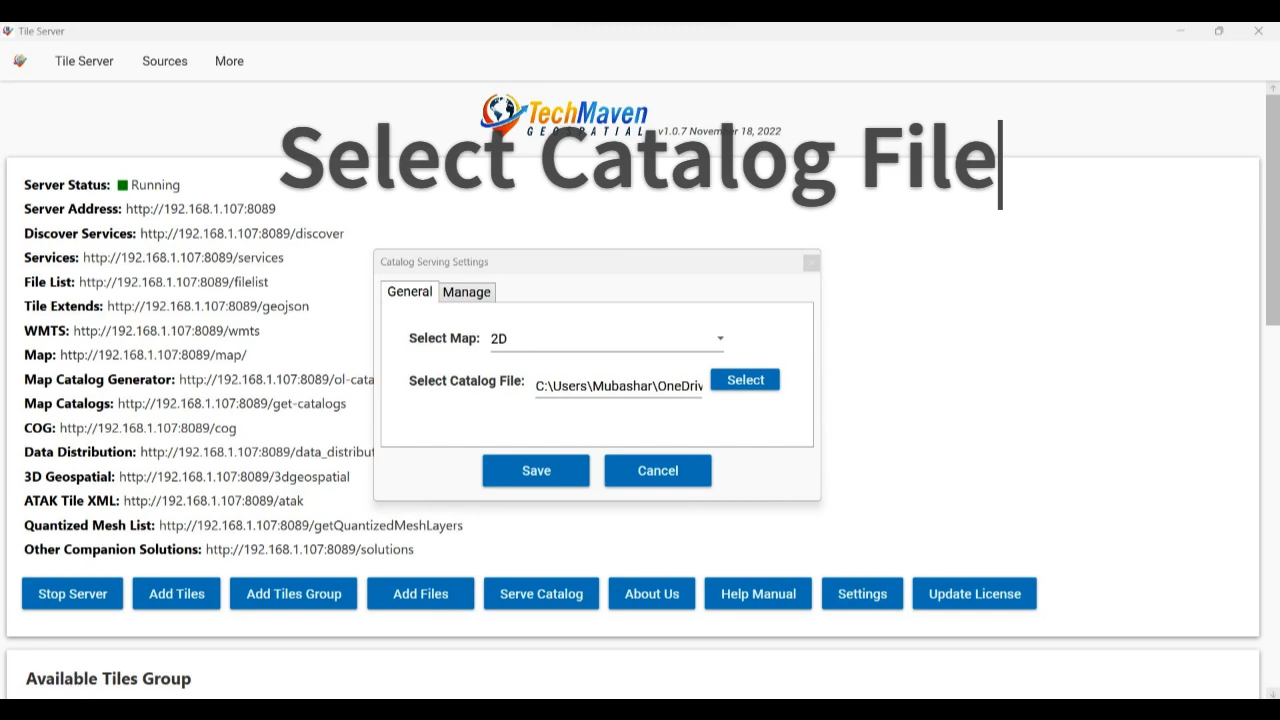 Tile Server
Tile Server Sources More
TechMaven
GEOSPATIAL v1.0.7 November 18, 2022
Select Catalog File
Server Status: Running
Server Address: http://192.168.1.107:8089
Discover Services: http://192.168.1.107:8089/discover
Services: http://192.168.1.107:8089/services
File List: http://192.168.1.107:8089/filelist
Tile Extends: http://192.168.1.107:8089/geojson
WMTS: http://192.168.1.107:8089/wmts
Map: http://192.168.1.107:8089/map/
Map Catalog Generator: http://192.168.1.107:8089/ol-cata
Map Catalogs: http://192.168.1.107:8089/get-catalogs
COG: http://192.168.1.107:8089/cog
Data Distribution: http://192.168.1.107:8089/data_distribut
3D Geospatial: http://192.168.1.107:8089/3dgeospatial
ATAK Tile XML: http://192.168.1.107:8089/atak
Quantized Mesh List: http://192.168.1.107:8089/getQuantizedMeshLayers
Other Companion Solutions: http://192.168.1.107:8089/solutions
Catalog Serving Settings
General Manage
Select Map: 2D
Select Catalog File: C:\Users\Mubashar\OneDriv Select
Save Cancel
Stop Server Add Tiles Add Tiles Group Add Files Serve Catalog About Us Help Manual Settings Update License
Available Tiles Group